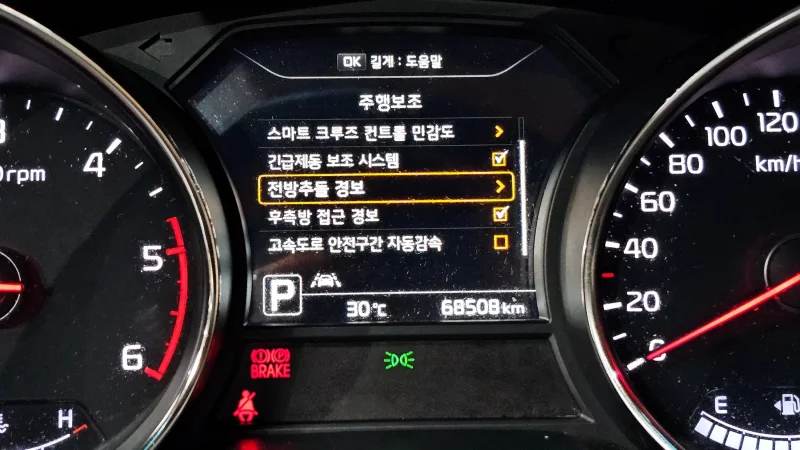 OK 길게 : 도움말
주행보조
스마트 크루즈 컨트롤 민감도
긴급제동 보조 시스템
전방추돌 경보
후측방 접근 경보
고속도로 안전구간 자동감속
P
30℃ 68508 km
rpm
4
5
6
H
BRAKE
120
100
80
60
40
20
0
km/h
E